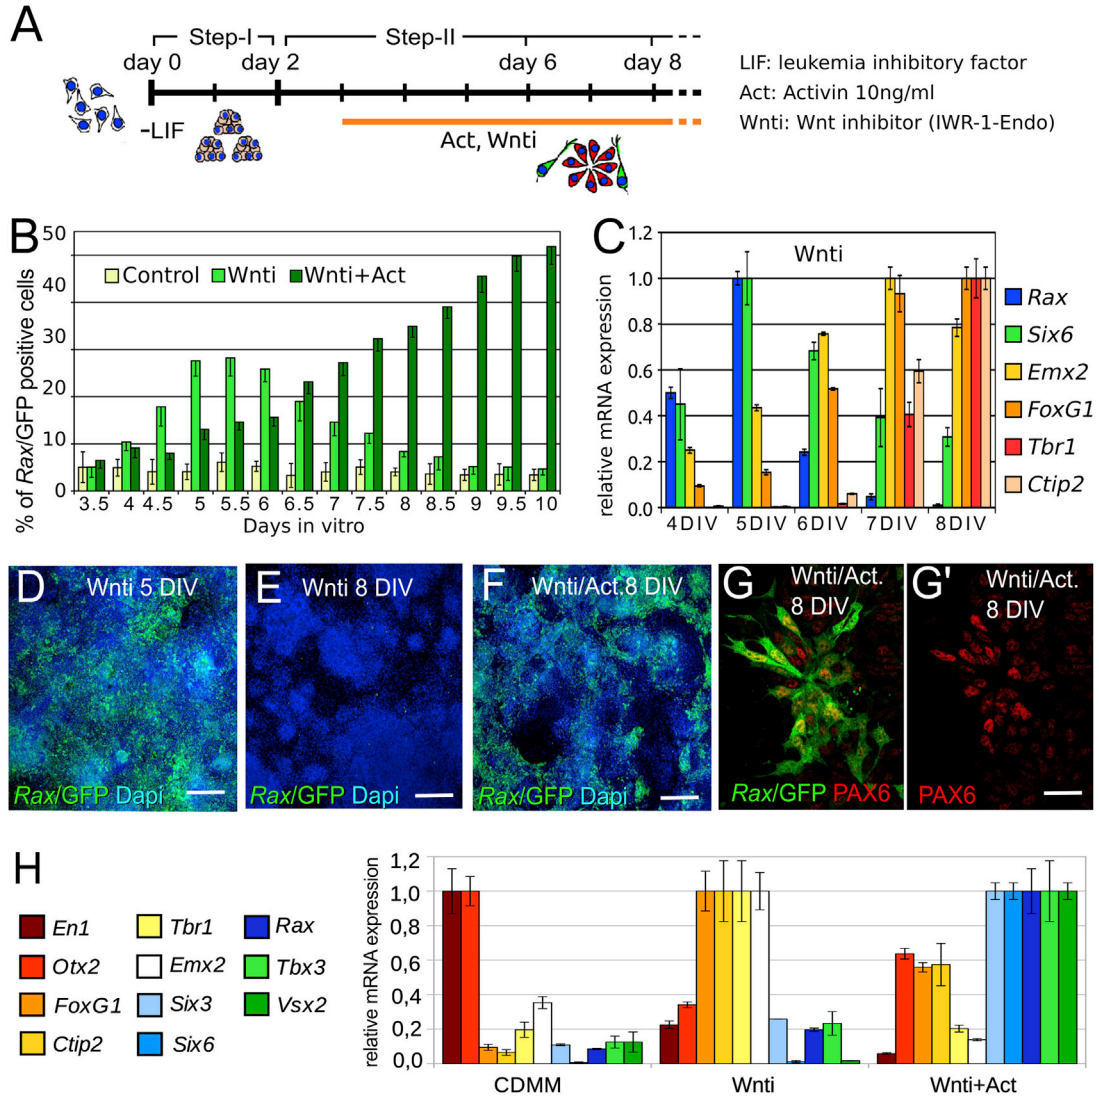 A
Step-I
Step-II
day 0
day 2
day 6
day 8
-LIF
Act, Wnti
LIF: leukemia inhibitory factor
Act: Activin 10ng/ml
Wnti: Wnt inhibitor (IWR-1-Endo)
B
% of Rax/GFP positive cells
50
40
30
20
10
0
Control
Wnti
Wnti+Act
3.5 4 4.5 5 5.5 6 6.5 7 7.5 8 8.5 9 9.5 10
Days in vitro
C
relative mRNA expression
1.2
1.0
0.8
0.6
0.4
0.2
0.0
Wnti
4DIV 5DIV 6DIV 7DIV 8DIV
Rax
Six6
Emx2
FoxG1
Tbr1
Ctip2
D
Wnti 5 DIV
Rax/GFP Dapi
E
Wnti 8 DIV
Rax/GFP Dapi
F
Wnti/Act.8 DIV
Rax/GFP Dapi
G
Wnti/Act.
8 DIV
Rax/GFP PAX6
G'
Wnti/Act.
8 DIV
PAX6
H
En1
Otx2
FoxG1
Ctip2
Tbr1
Emx2
Six3
Six6
Rax
Tbx3
Vsx2
relative mRNA expression
1,2
1,0
0,8
0,6
0,4
0,2
0,0
CDMM
Wnti
Wnti+Act